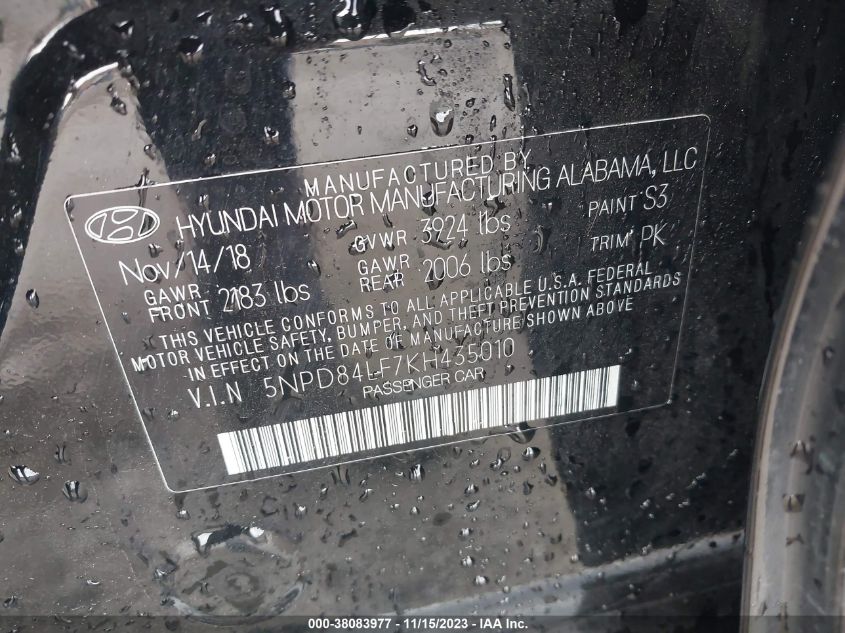 MANUFACTURED BY
HYUNDAI MOTOR MANUFACTURING ALABAMA, LLC
Nov/14/18 GVWR 3924 lbs PAINT S3
GAWR FRONT 2183 lbs GAWR REAR 2006 lbs TRIM PK
THIS VEHICLE CONFORMS TO ALL APPLICABLE U.S.A. FEDERAL
MOTOR VEHICLE SAFETY, BUMPER, AND THEFT PREVENTION STANDARDS
IN EFFECT ON THE DATE OF MANUFACTURE SHOWN ABOVE
V.I.N 5NPD84LF7KH435010
PASSENGER CAR
000-38083977 - 11/15/2023 - IAA Inc.